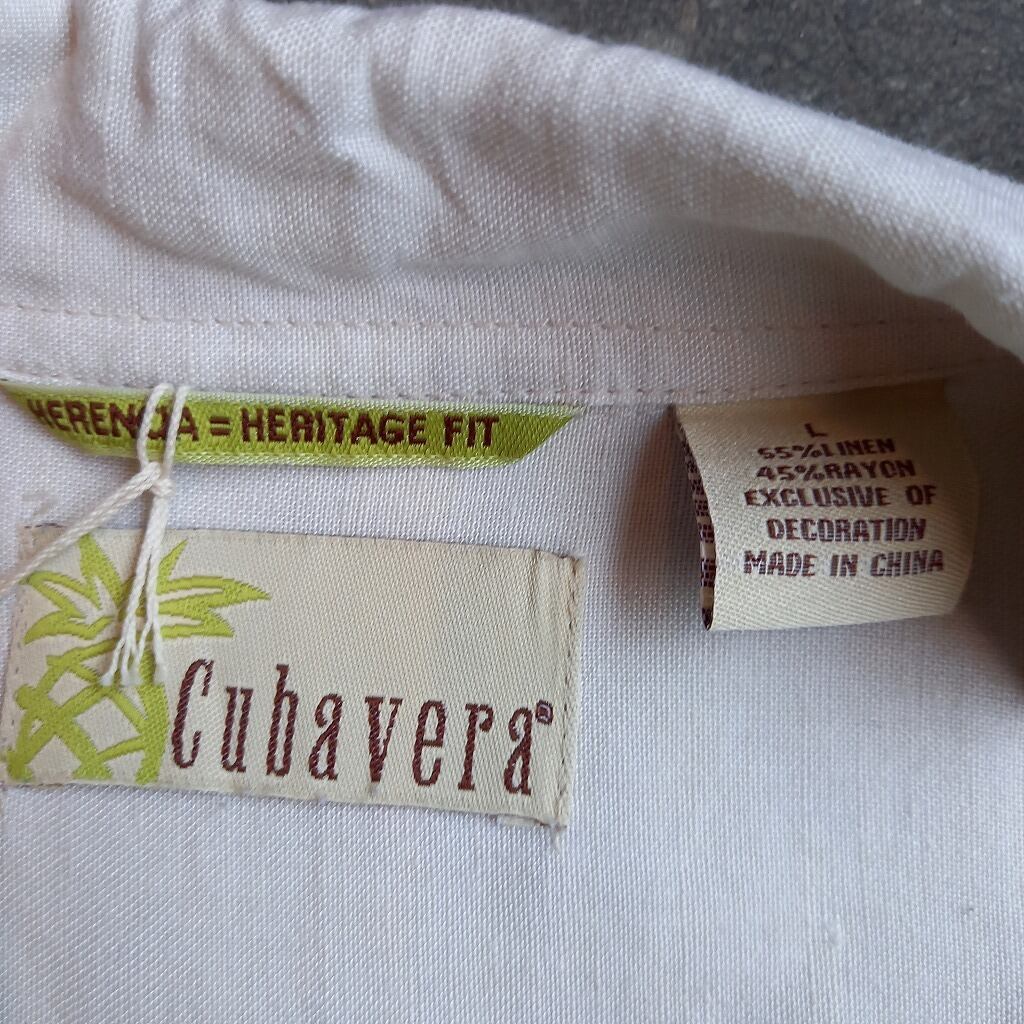 HERENCIA = HERITAGE FIT
L
55%LINEN
45%RAYON
EXCLUSIVE OF
DECORATION
MADE IN CHINA
Cubavera®